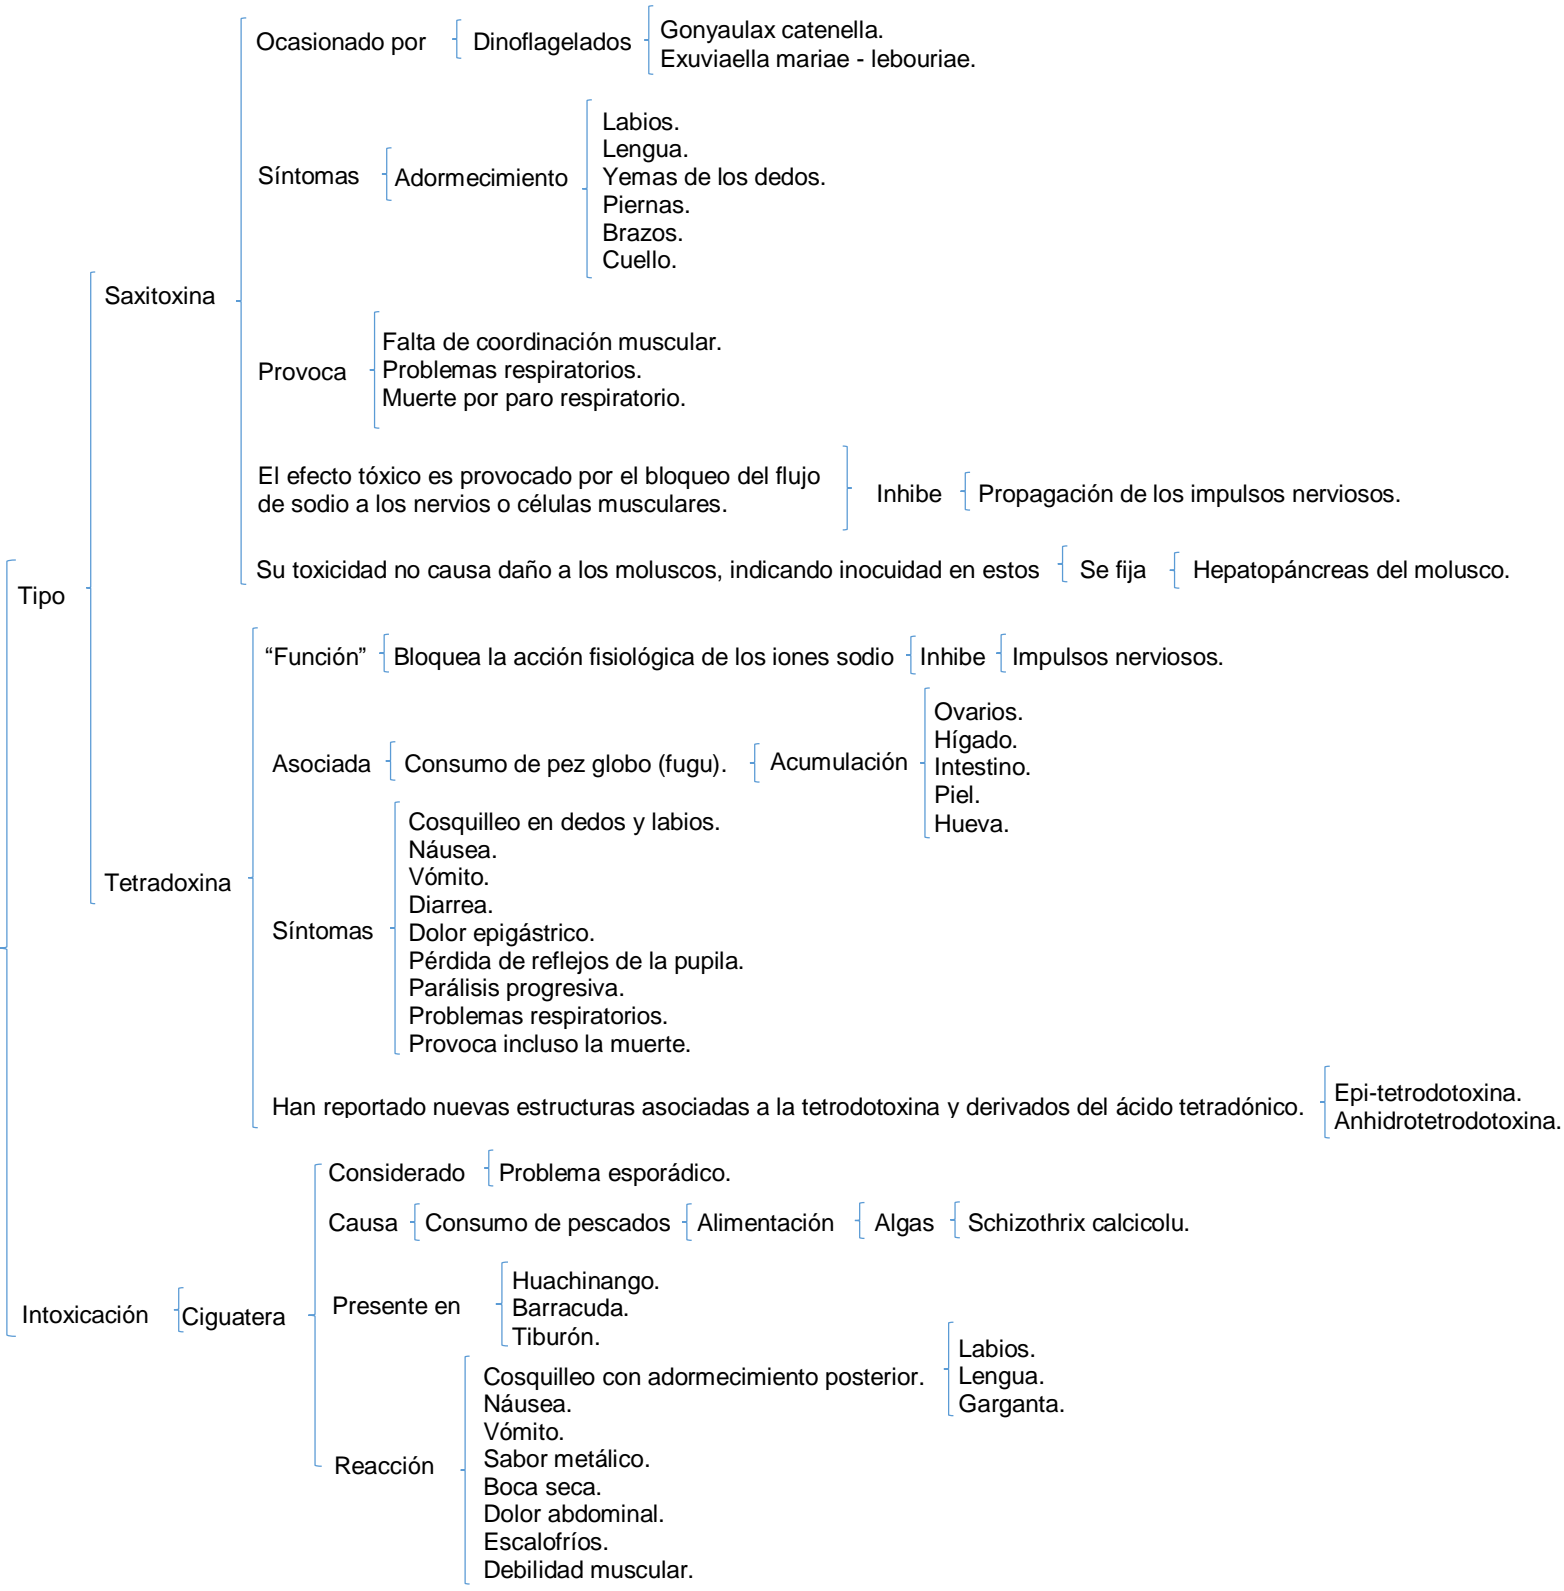 Tipo
Saxitoxina
Ocasionado por
Dinoflagelados
Gonyaulax catenella.
Exuviaella mariae - lebouriae.
Síntomas
Adormecimiento
Labios.
Lengua.
Yemas de los dedos.
Piernas.
Brazos.
Cuello.
Provoca
Falta de coordinación muscular.
Problemas respiratorios.
Muerte por paro respiratorio.
El efecto tóxico es provocado por el bloqueo del flujo
de sodio a los nervios o células musculares.
Inhibe
Propagación de los impulsos nerviosos.
Su toxicidad no causa daño a los moluscos, indicando inocuidad en estos
Se fija
Hepatopáncreas del molusco.
Tetradoxina
“Función”
Bloquea la acción fisiológica de los iones sodio
Inhibe
Impulsos nerviosos.
Asociada
Consumo de pez globo (fugu).
Acumulación
Ovarios.
Hígado.
Intestino.
Piel.
Hueva.
Síntomas
Cosquilleo en dedos y labios.
Náusea.
Vómito.
Diarrea.
Dolor epigástrico.
Pérdida de reflejos de la pupila.
Parálisis progresiva.
Problemas respiratorios.
Provoca incluso la muerte.
Han reportado nuevas estructuras asociadas a la tetrodotoxina y derivados del ácido tetradónico.
Epi-tetrodotoxina.
Anhidrotetrodotoxina.
Intoxicación
Ciguatera
Considerado
Problema esporádico.
Causa
Consumo de pescados
Alimentación
Algas
Schizothrix calcicolu.
Presente en
Huachinango.
Barracuda.
Tiburón.
Reacción
Cosquilleo con adormecimiento posterior.
Labios.
Lengua.
Garganta.
Náusea.
Vómito.
Sabor metálico.
Boca seca.
Dolor abdominal.
Escalofríos.
Debilidad muscular.